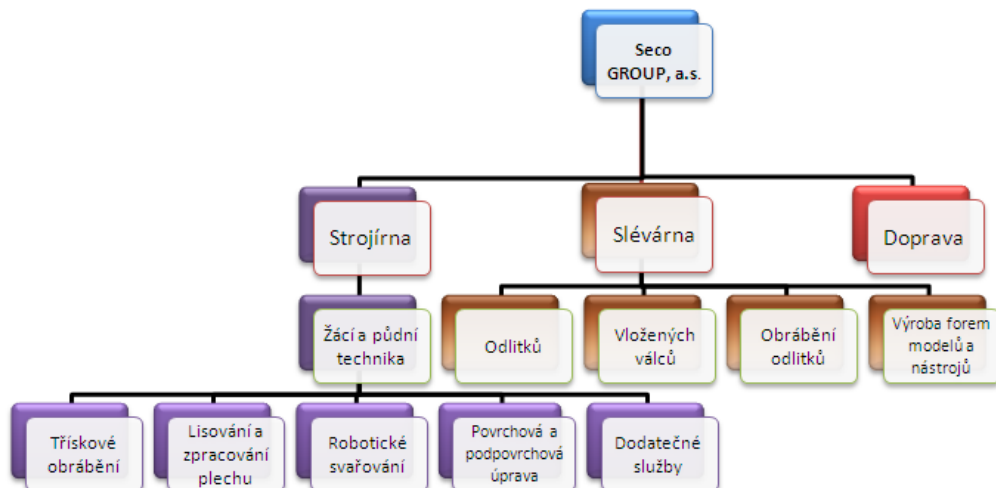 Seco
GROUP, a.s.
Strojírna
Slévárna
Doprava
Žácí a půdní
technika
Odlitků
Vložených
válců
Obrábění
odlitků
Výroba forem
modelů a
nástrojů
Třískové
obrábění
Lisování a
zpracování
plechu
Robotické
svařování
Povrchová a
podpovrchová
úprava
Dodatečné
služby